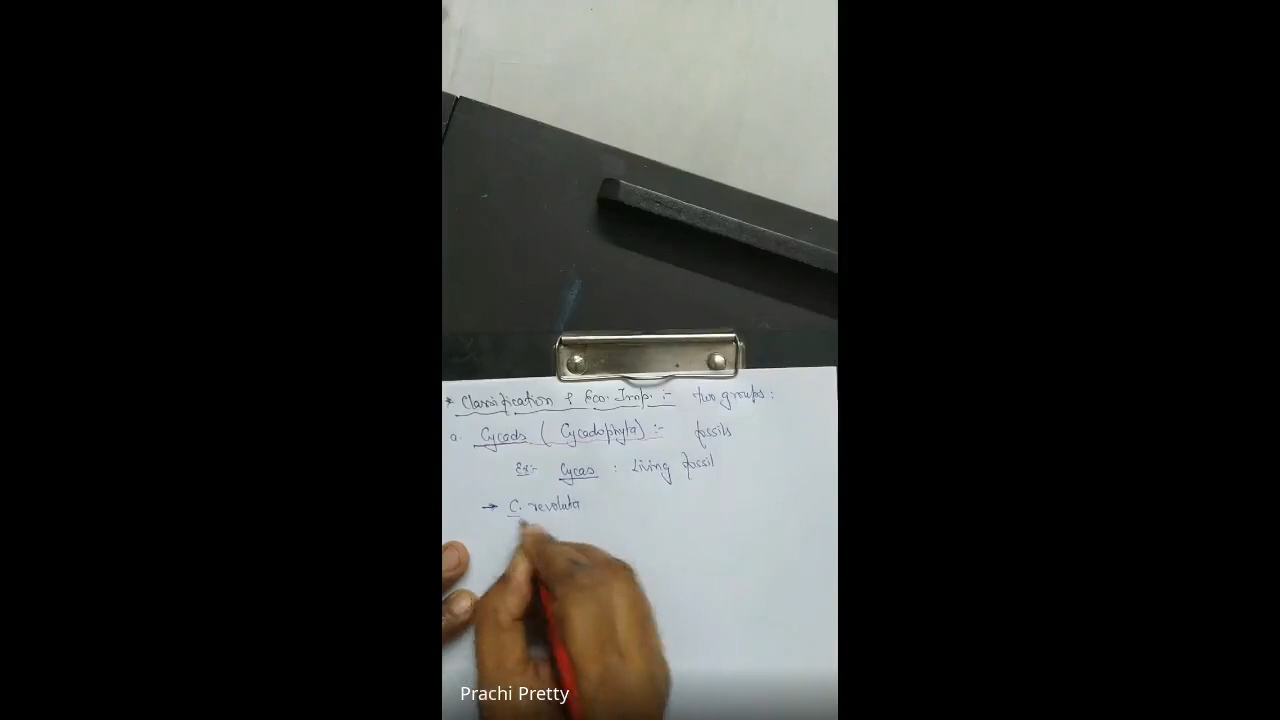 * Classification & Eco. Imp. :- two groups :
a. Cycads ( Cycadophyta) :- fossils
Ex:- Cycas : Living fossil
→ C. revoluta
Prachi Pretty